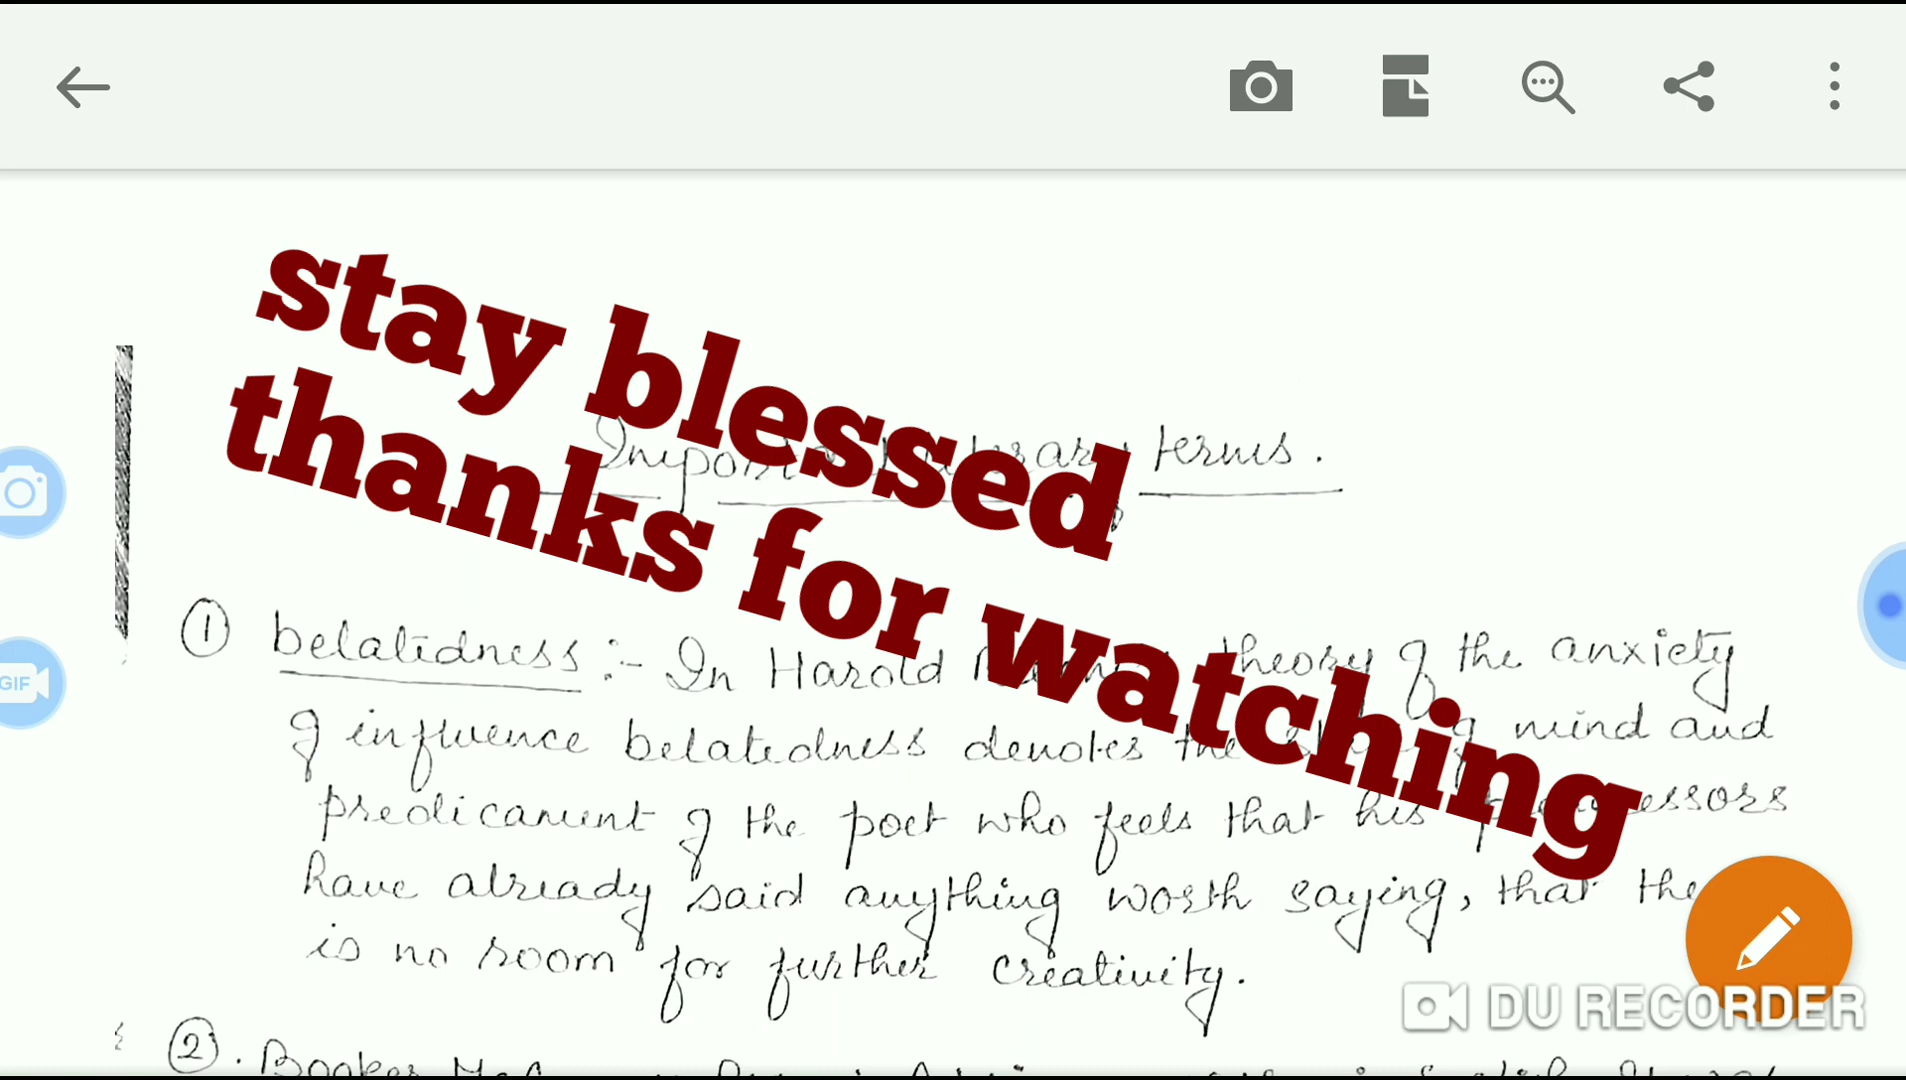 stay blessed
thanks for watching
terms.
① belatedness :- In Harold theory of the anxiety
of influence belatedness denotes the of mind and
predicament of the poet who feels that his
have already said anything worth saying, that
is no room for further creativity.
②.
GIF
DU RECORDER